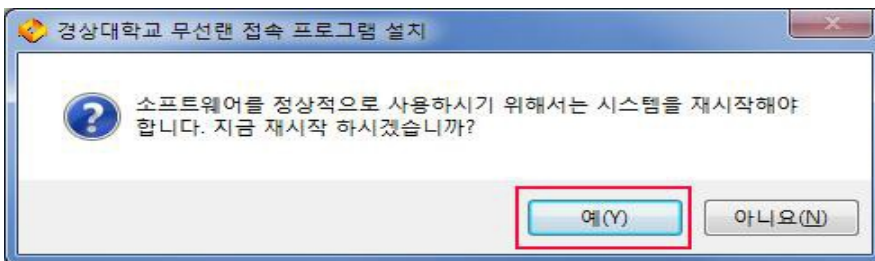 경상대학교 무선랜 접속 프로그램 설치
소프트웨어를 정상적으로 사용하시기 위해서는 시스템을 재시작해야
합니다. 지금 재시작 하시겠습니까?
예(Y)
아니요(N)